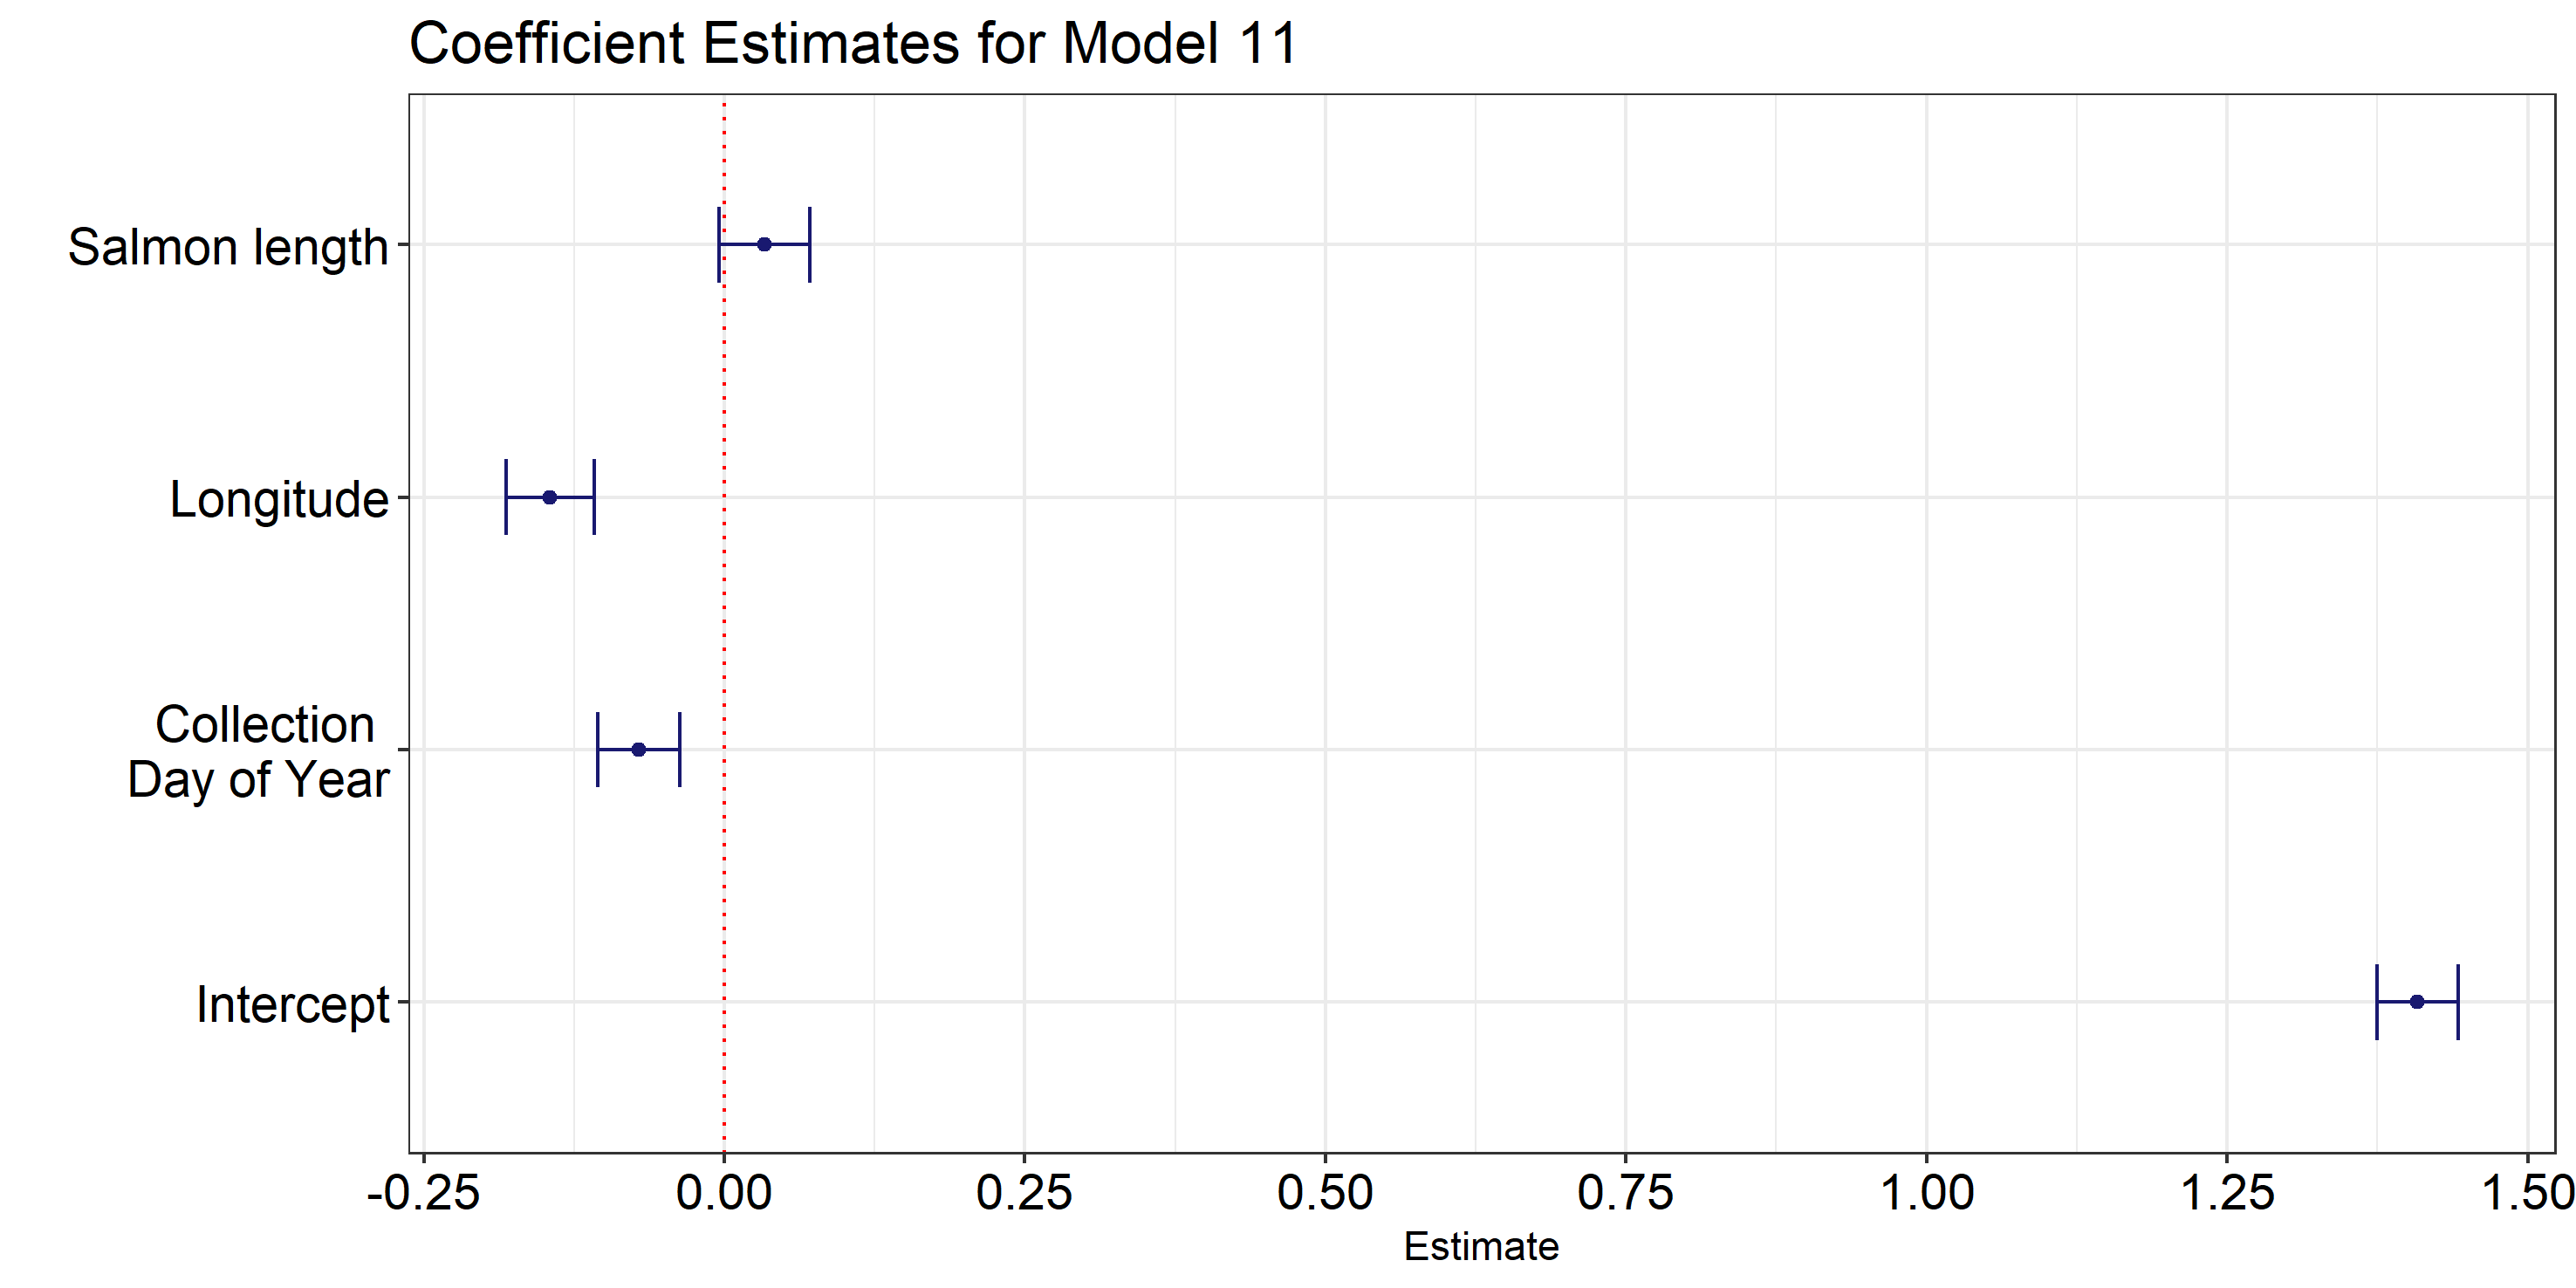 Coefficient Estimates for Model 11
Salmon length
Longitude
Collection
Day of Year
Intercept
-0.25 0.00 0.25 0.50 0.75 1.00 1.25 1.50
Estimate